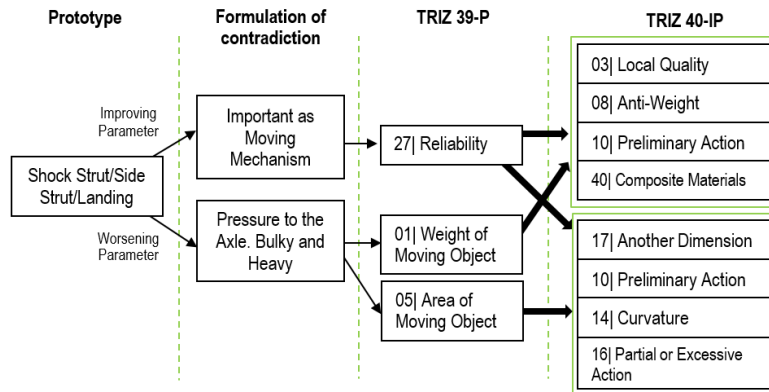 Prototype
Formulation of
contradiction
TRIZ 39-P
TRIZ 40-IP
Improving
Parameter
Shock Strut/Side
Strut/Landing
Worsening
Parameter
Important as
Moving
Mechanism
Pressure to the
Axle. Bulky and
Heavy
27| Reliability
01| Weight of
Moving Object
05| Area of
Moving Object
03| Local Quality
08| Anti-Weight
10| Preliminary Action
40| Composite Materials
17| Another Dimension
10| Preliminary Action
14| Curvature
16| Partial or Excessive
Action